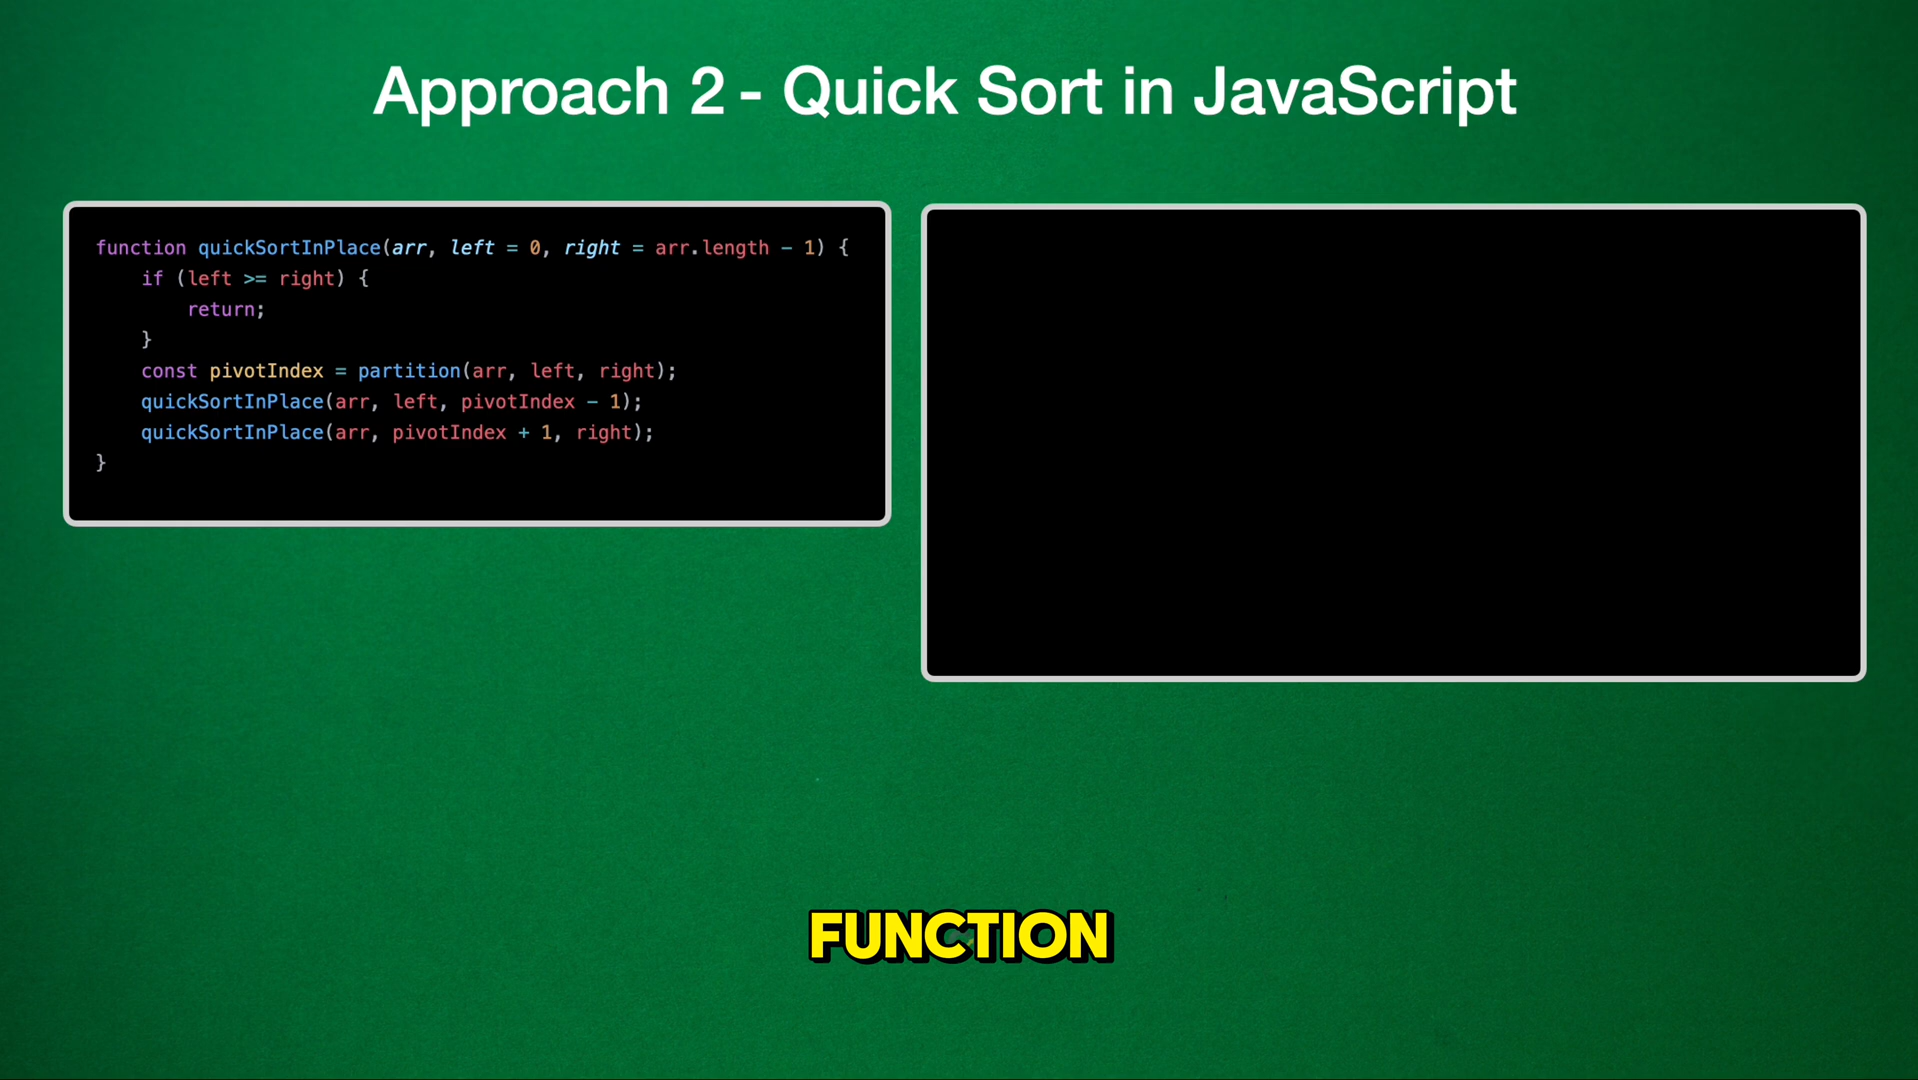 Approach 2 - Quick Sort in JavaScript
function quickSortInPlace(arr, left = 0, right = arr.length - 1) {
    if (left >= right) {
        return;
    }
    const pivotIndex = partition(arr, left, right);
    quickSortInPlace(arr, left, pivotIndex - 1);
    quickSortInPlace(arr, pivotIndex + 1, right);
}
FUNCTION